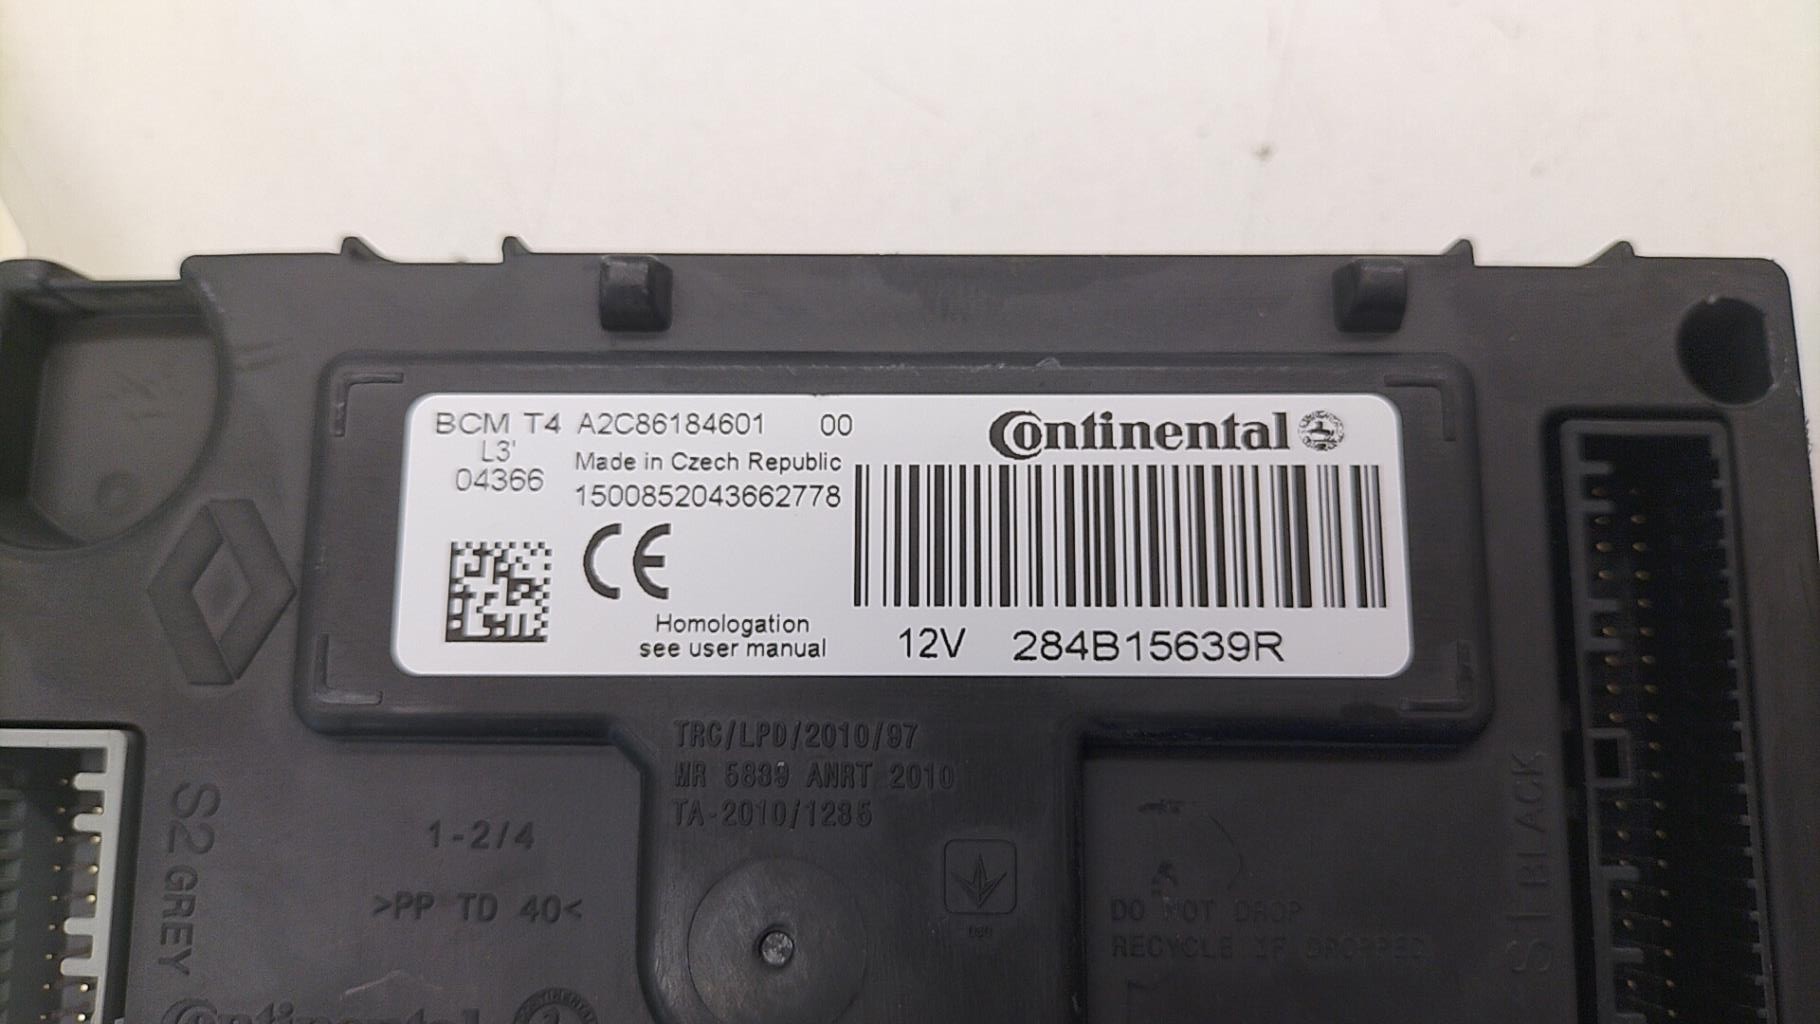 BCM T4 A2C86184601 00
L3'
04366
Made in Czech Republic
1500852043662778
Continental
CE
Homologation
see user manual
12V 284B15639R
TRC/LPD/2010/97
MR 5839 ANRT 2010
TA-2010/1285
1-2/4
>PP TD 40<
S2 GREY
S1 BLACK
DO NOT DROP
RECYCLE IF DROPPED
Continental